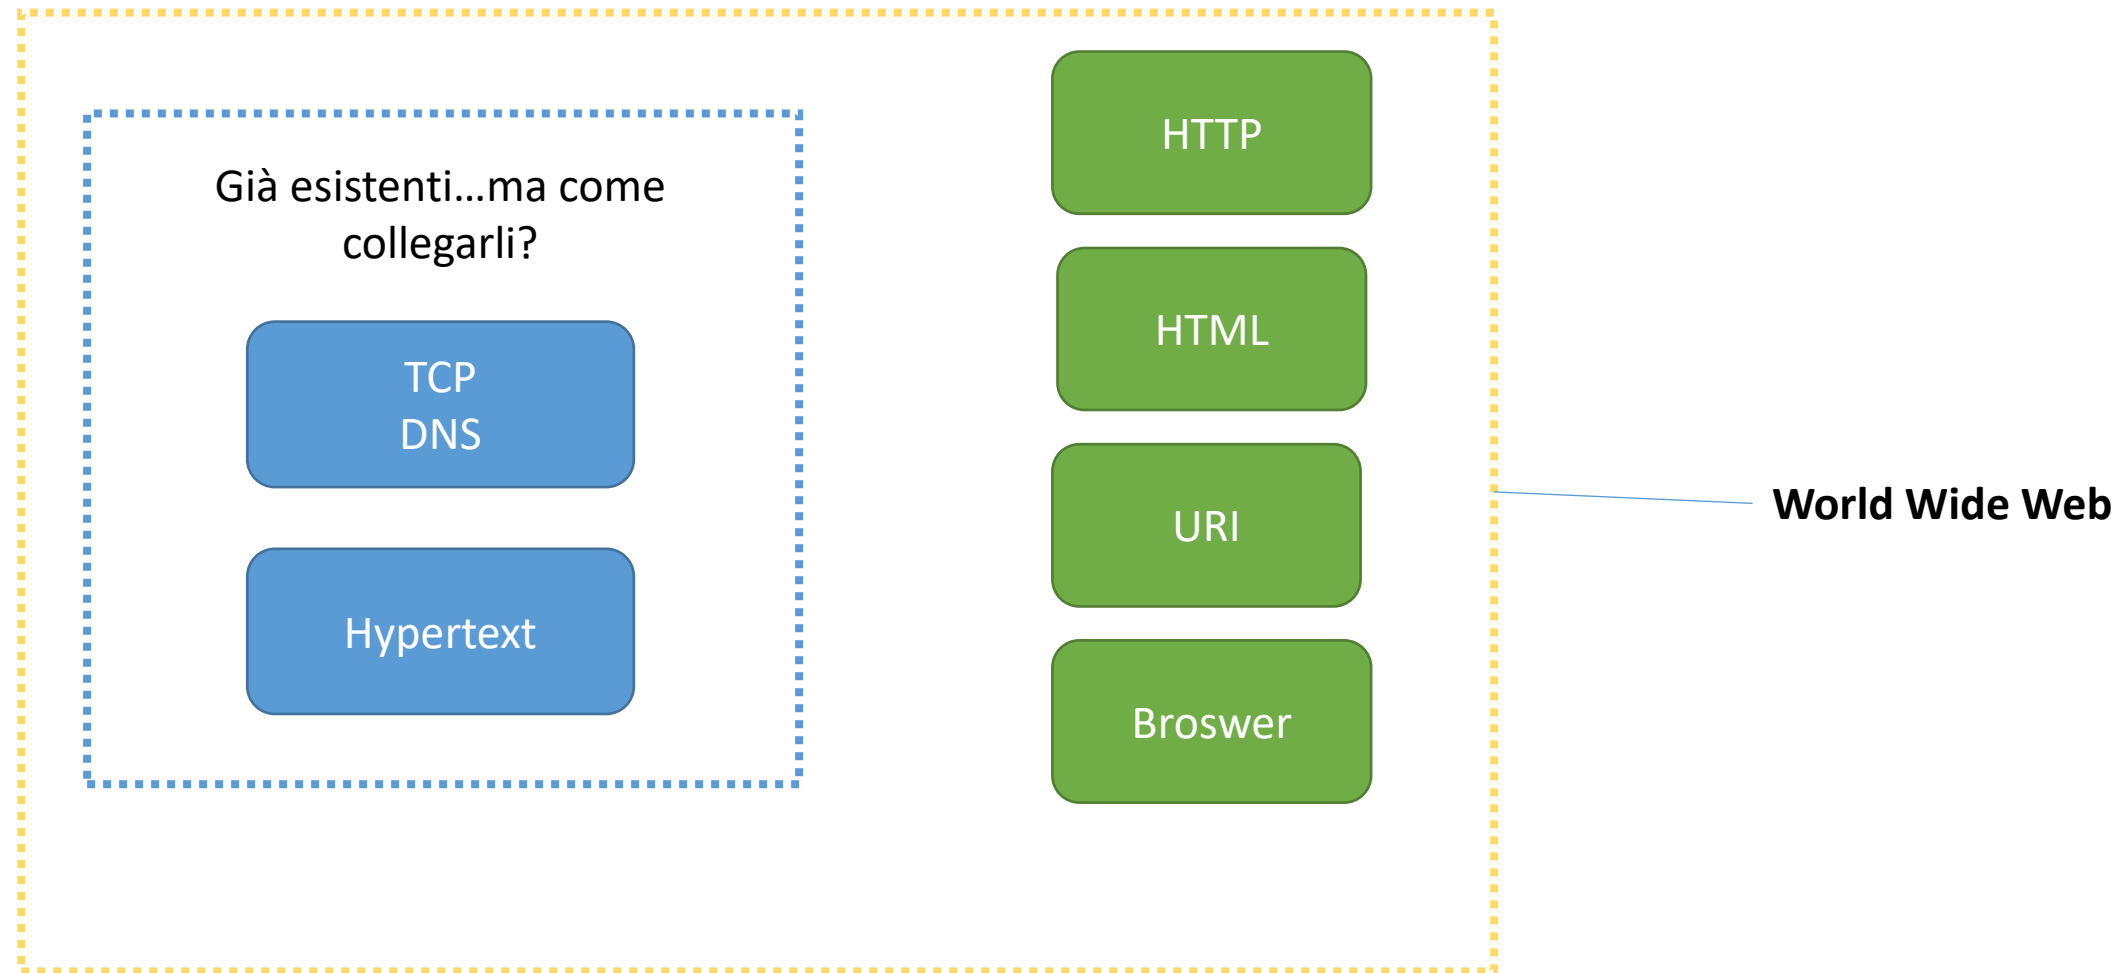 Già esistenti…ma come
collegarli?
TCP
DNS
Hypertext
HTTP
HTML
URI
Broswer
World Wide Web